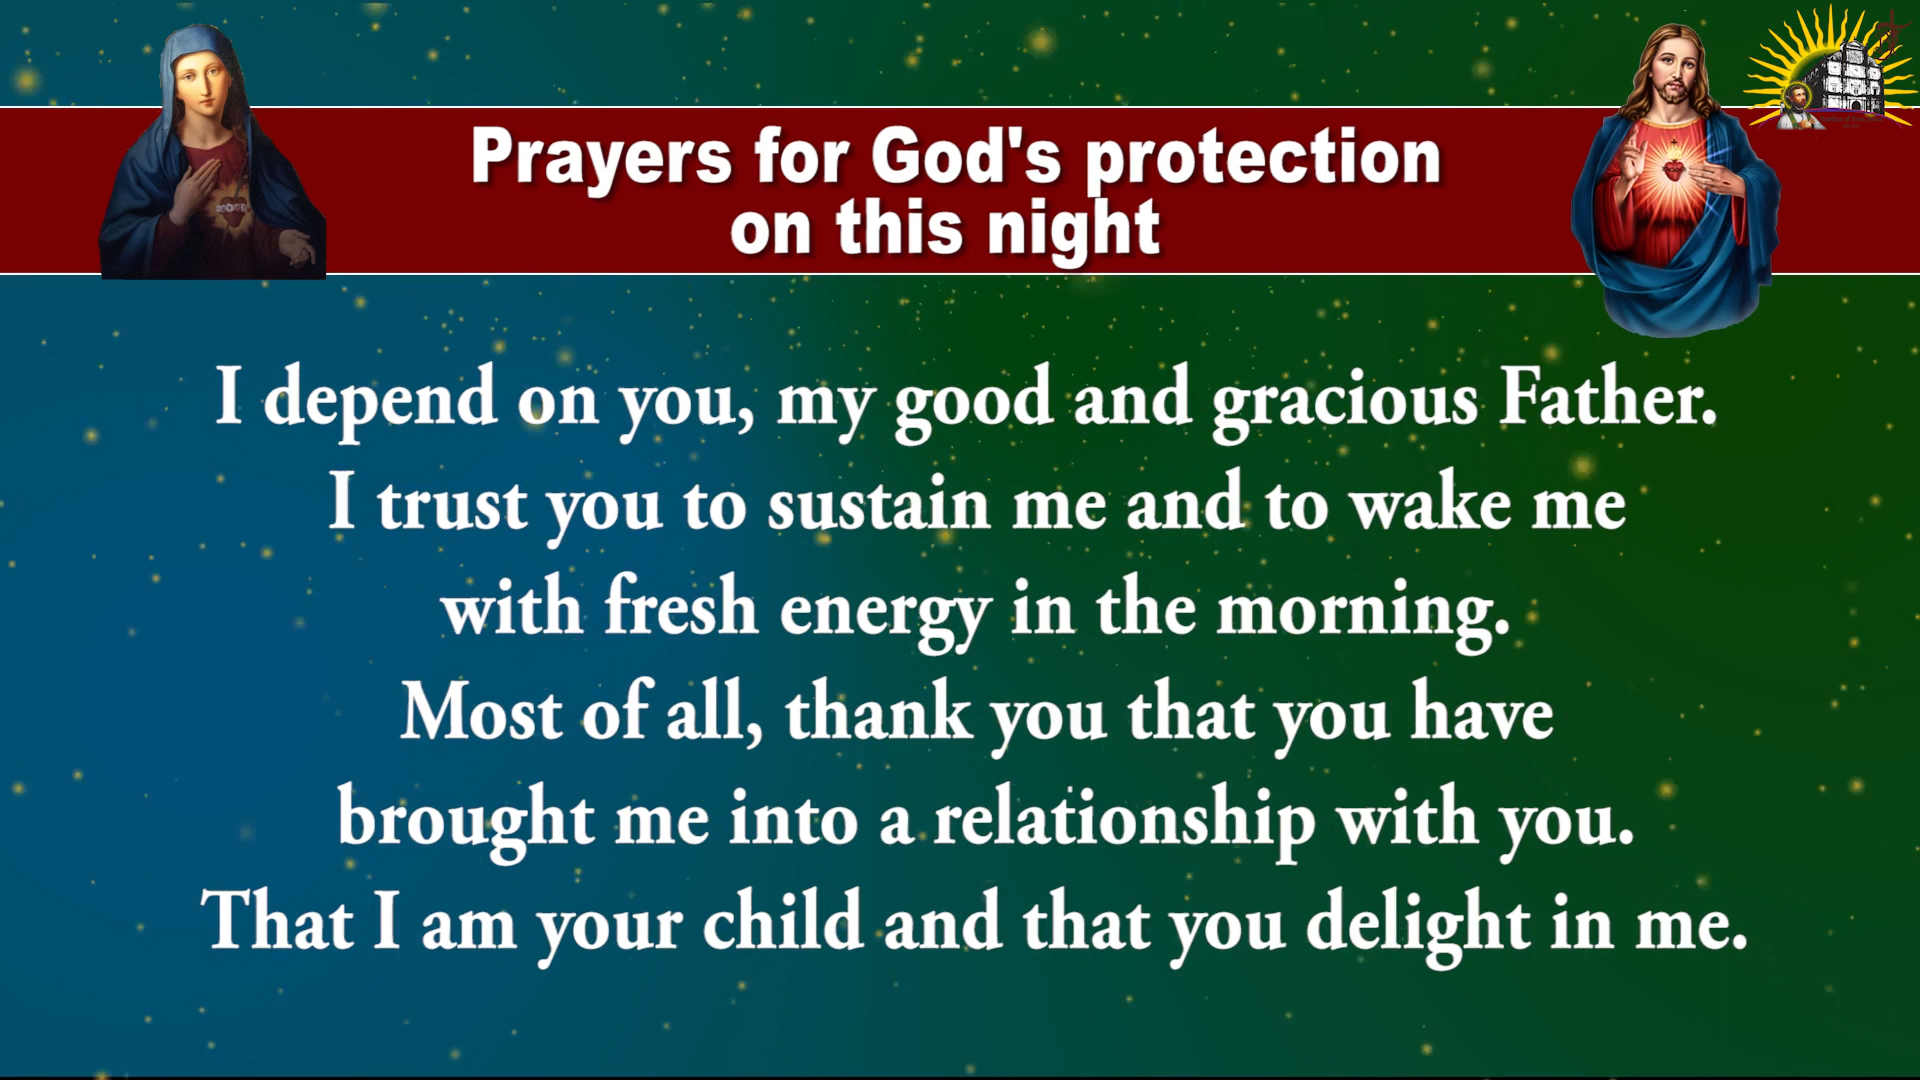 Prayers for God's protection
on this night
I depend on you, my good and gracious Father.
I trust you to sustain me and to wake me
with fresh energy in the morning.
Most of all, thank you that you have
brought me into a relationship with you.
That I am your child and that you delight in me.